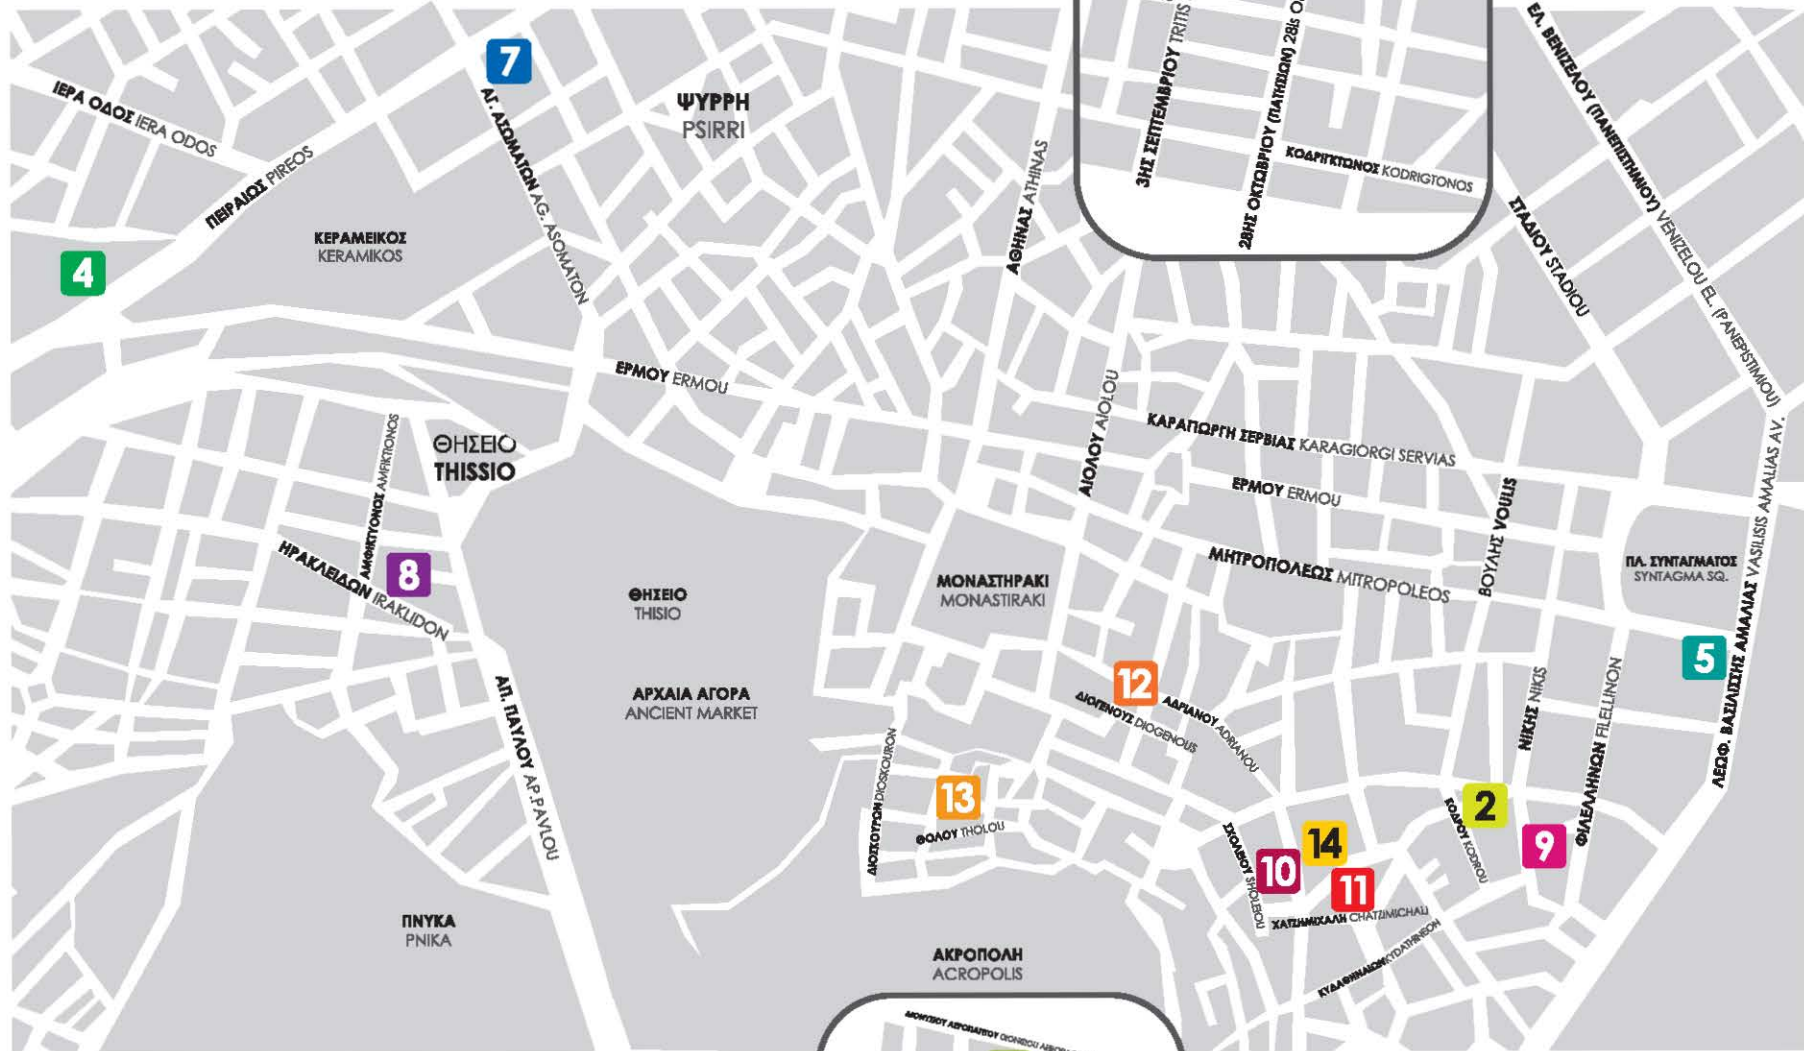 7
ΨΥΡΡΗ
PSIRRI
ΙΕΡΑ ΟΔΟΣ IERA ODOS
ΠΕΙΡΑΙΩΣ PIREOS
ΑΓ. ΑΣΩΜΑΤΩΝ AG. ASOMATON
ΚΕΡΑΜΕΙΚΟΣ
KERAMIKOS
4
ΑΘΗΝΑΣ ATHINAS
3ΗΣ ΣΕΠΤΕΜΒΡΙΟΥ TRITIS
28ΗΣ ΟΚΤΩΒΡΙΟΥ (ΠΑΤΗΣΙΩΝ) 28is
ΚΟΔΡΙΓΚΤΩΝΟΣ KODRIGTONOS
ΕΛ. ΒΕΝΙΖΕΛΟΥ (ΠΑΝΕΠΙΣΤΗΜΙΟΥ) VENIZELOU EL. (PANEPISTIMIOU)
ΣΤΑΔΙΟΥ STADIOU
ΕΡΜΟΥ ERMOU
ΑΙΟΛΟΥ AIOLOU
ΚΑΡΑΓΙΩΡΓΗ ΣΕΡΒΙΑΣ KARAGIORGI SERVIAS
ΕΡΜΟΥ ERMOU
ΜΗΤΡΟΠΟΛΕΩΣ MITROPOLEOS
ΒΟΥΛΗΣ VOULIS
ΠΛ. ΣΥΝΤΑΓΜΑΤΟΣ
SYNTAGMA SQ.
ΛΕΩΦ. ΒΑΣΙΛΙΣΣΗΣ ΑΜΑΛΙΑΣ VASILISIS AMALIAS AV.
5
ΘΗΣΕΙΟ
THISSIO
ΑΜΦΙΚΤΥΟΝΟΣ AMFIKTIONOS
8
ΗΡΑΚΛΕΙΔΩΝ IRAKLIDON
ΘΗΣΕΙΟ
THISIO
ΜΟΝΑΣΤΗΡΑΚΙ
MONASTIRAKI
ΑΡΧΑΙΑ ΑΓΟΡΑ
ANCIENT MARKET
ΑΠ. ΠΑΥΛΟΥ AP.PAVLOU
12
ΔΙΟΓΕΝΟΥΣ DIOGENOUS
ΑΔΡΙΑΝΟΥ ADRIANOU
ΝΙΚΗΣ NIKIS
ΦΙΛΕΛΛΗΝΩΝ FILELLINON
ΔΙΟΣΚΟΥΡΩΝ DIOSKOURON
13
ΘΟΛΟΥ THOLOU
2
ΚΟΔΡΟΥ KODROU
9
ΣΧΟΛΕΙΟΥ SHOLEIOU
14
10
11
ΧΑΤΖΗΜΙΧΑΛΗ CHATZIMICHALI
ΚΥΔΑΘΗΝΑΙΩΝ KYDATHINEON
ΠΝΥΚΑ
PNIKA
ΑΚΡΟΠΟΛΗ
ACROPOLIS